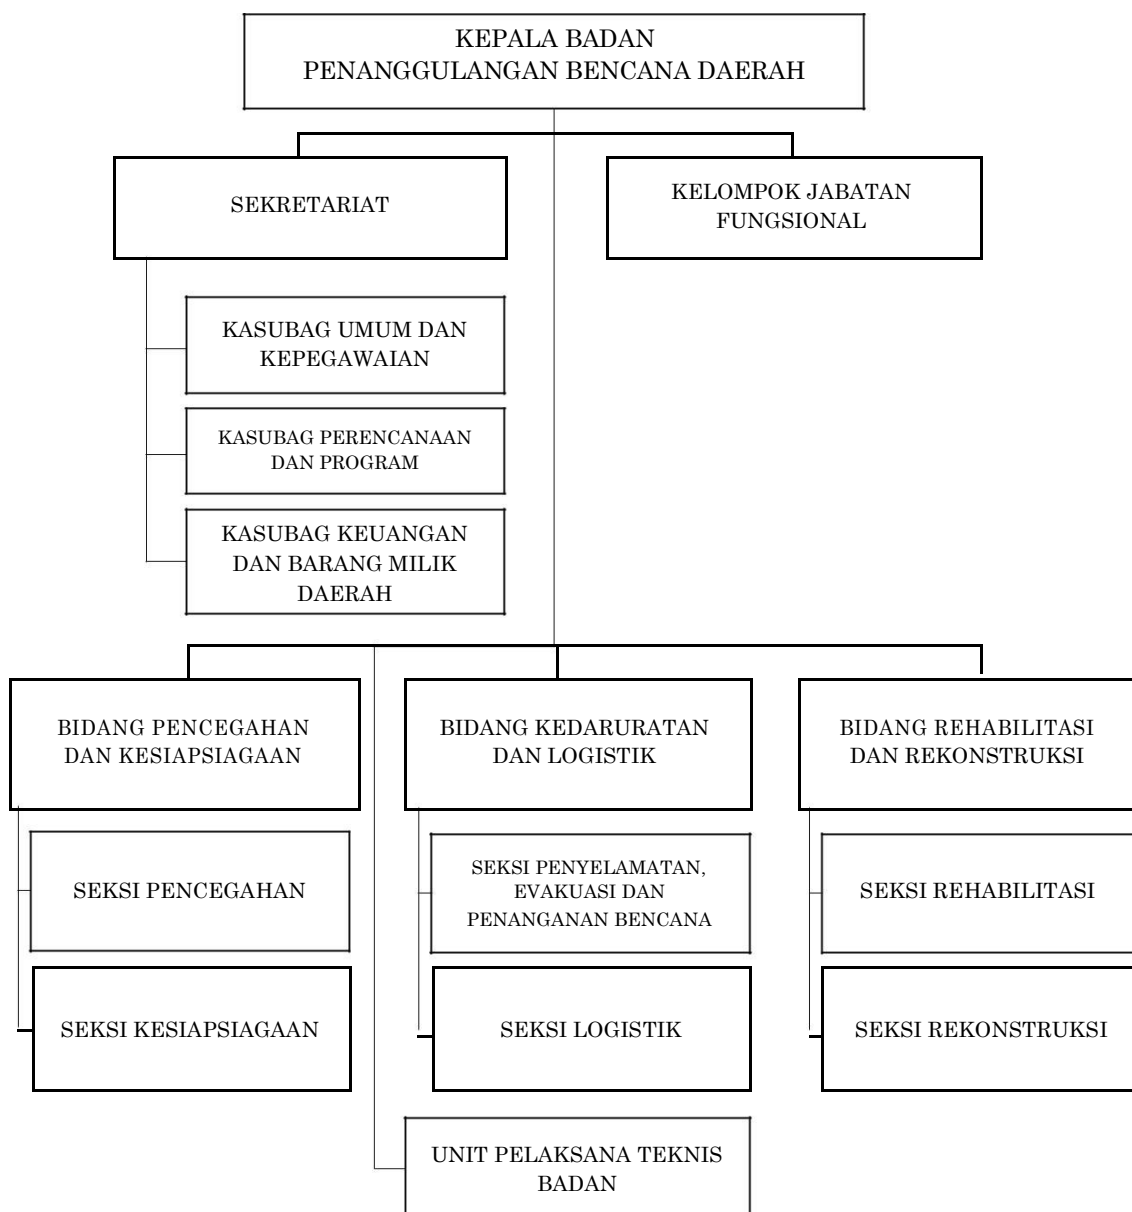 KEPALA BADAN
PENANGGULANGAN BENCANA DAERAH
SEKRETARIAT
KELOMPOK JABATAN
FUNGSIONAL
KASUBAG UMUM DAN
KEPEGAWAIAN
KASUBAG PERENCANAAN
DAN PROGRAM
KASUBAG KEUANGAN
DAN BARANG MILIK
DAERAH
BIDANG PENCEGAHAN
DAN KESIAPSIAGAAN
BIDANG KEDARURATAN
DAN LOGISTIK
BIDANG REHABILITASI
DAN REKONSTRUKSI
SEKSI PENCEGAHAN
SEKSI PENYELAMATAN,
EVAKUASI DAN
PENANGANAN BENCANA
SEKSI REHABILITASI
SEKSI KESIAPSIAGAAN
SEKSI LOGISTIK
SEKSI REKONSTRUKSI
UNIT PELAKSANA TEKNIS
BADAN